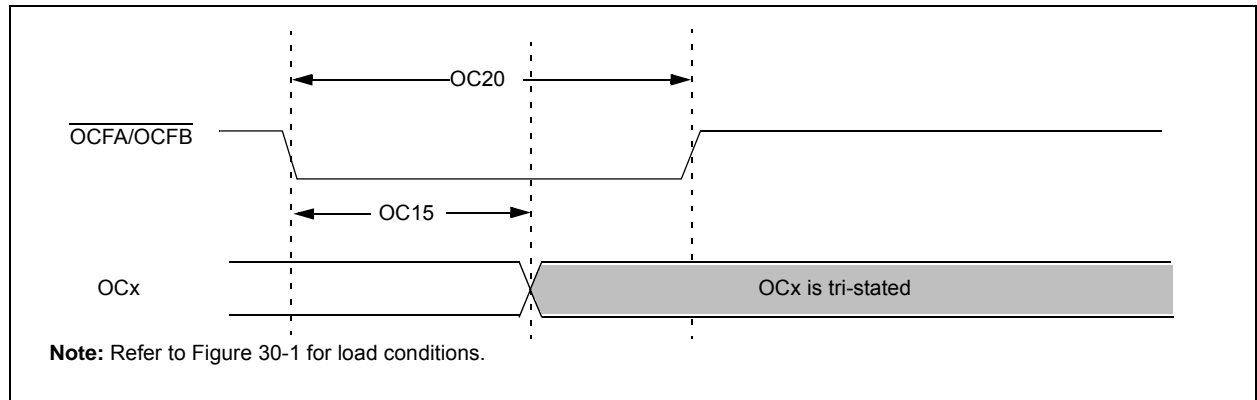 OC20
OCFA/OCFB
OC15
OCx
OCx is tri-stated
Note: Refer to Figure 30-1 for load conditions.